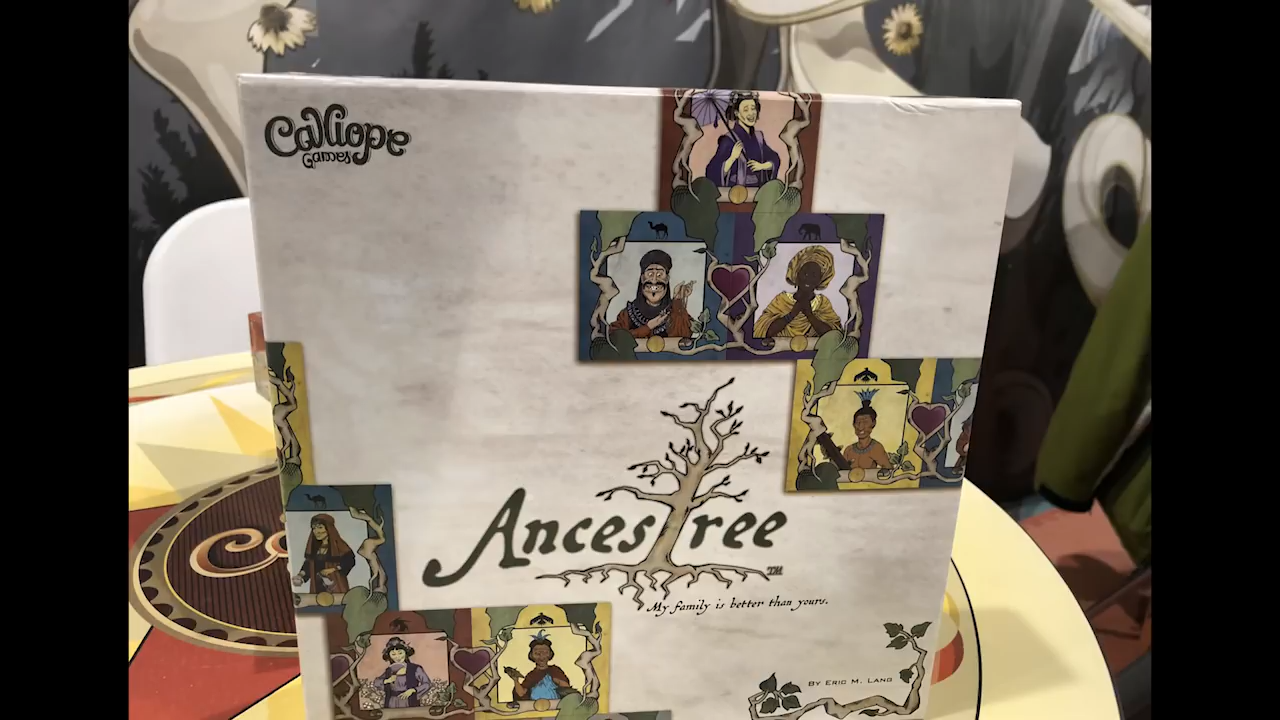 Calliope
Games
Ancestree
TM
My family is better than yours.
By Eric M. Lang